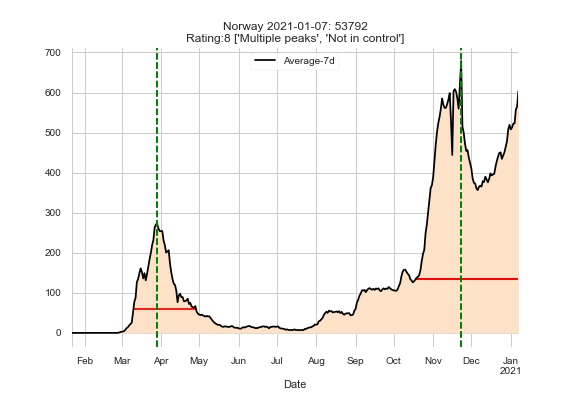 Norway 2021-01-07: 53792
Rating:8 ['Multiple peaks', 'Not in control']
Average-7d
700
600
500
400
300
200
100
0
Feb Mar Apr May Jun Jul Aug Sep Oct Nov Dec Jan
2021
Date